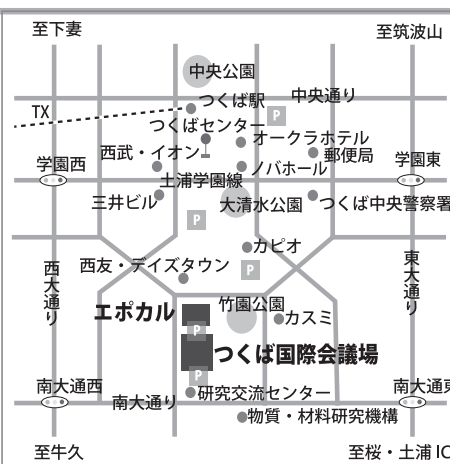 至下妻
至筑波山
中央公園
中央通り
つくば駅
TX
P
つくばセンター
オークラホテル
郵便局
西武・イオン
学園西
学園東
ノバホール
土浦学園線
三井ビル
大清水公園
つくば中央警察署
P
カピオ
西大通り
東大通り
西友・デイズタウン
P
竹園公園
エポカル
カスミ
P
つくば国際会議場
P
南大通西
南大通東
研究交流センター
南大通り
物質・材料研究機構
至牛久
至桜・土浦 IC